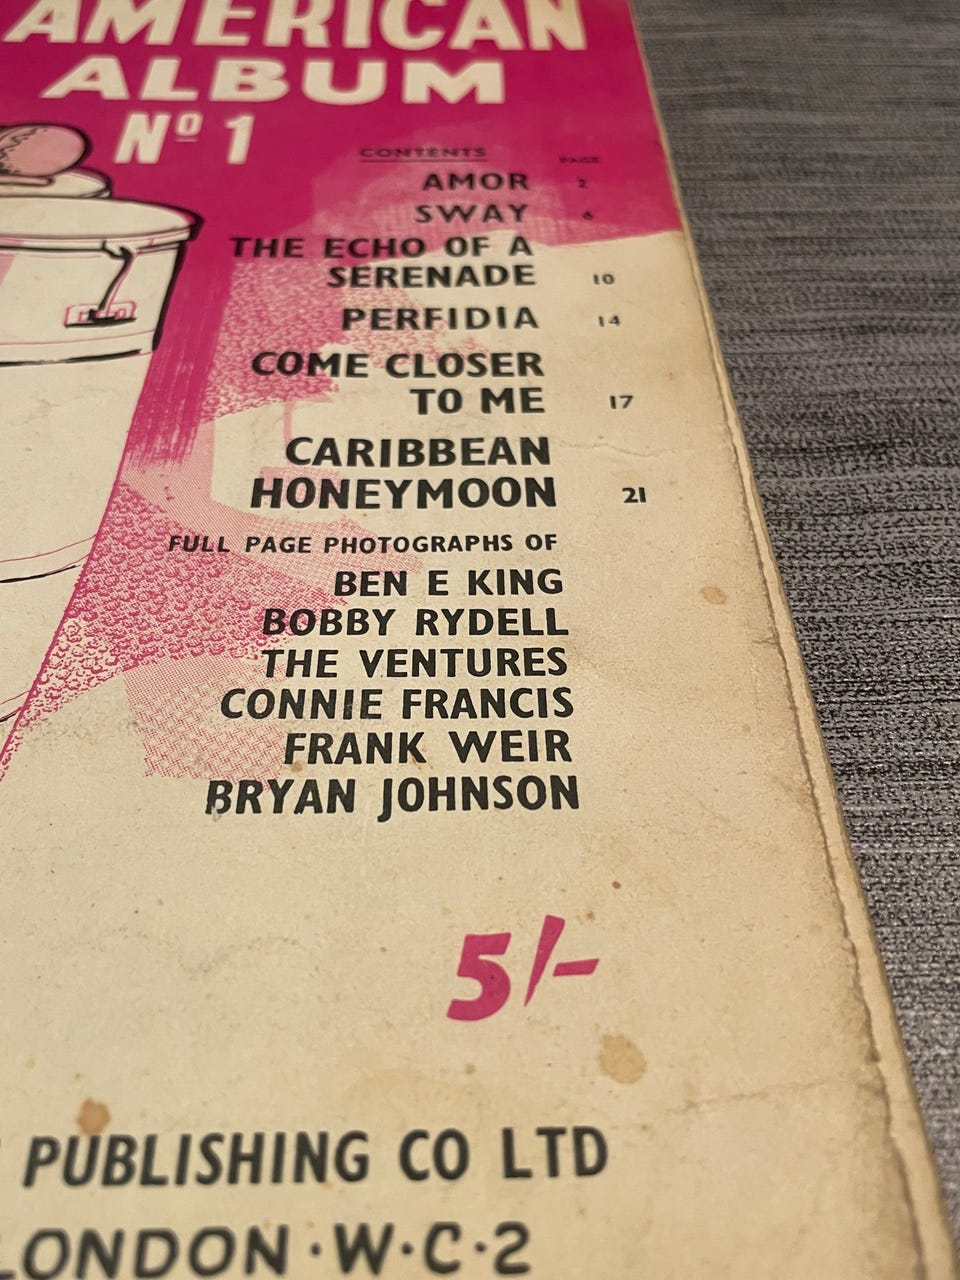 AMERICAN
ALBUM
Nº 1
CONTENTS PAGE
AMOR 2
SWAY 6
THE ECHO OF A
SERENADE 10
PERFIDIA 14
COME CLOSER
TO ME 17
CARIBBEAN
HONEYMOON 21
FULL PAGE PHOTOGRAPHS OF
BEN E KING
BOBBY RYDELL
THE VENTURES
CONNIE FRANCIS
FRANK WEIR
BRYAN JOHNSON
5/-
PUBLISHING CO LTD
LONDON·W·C·2